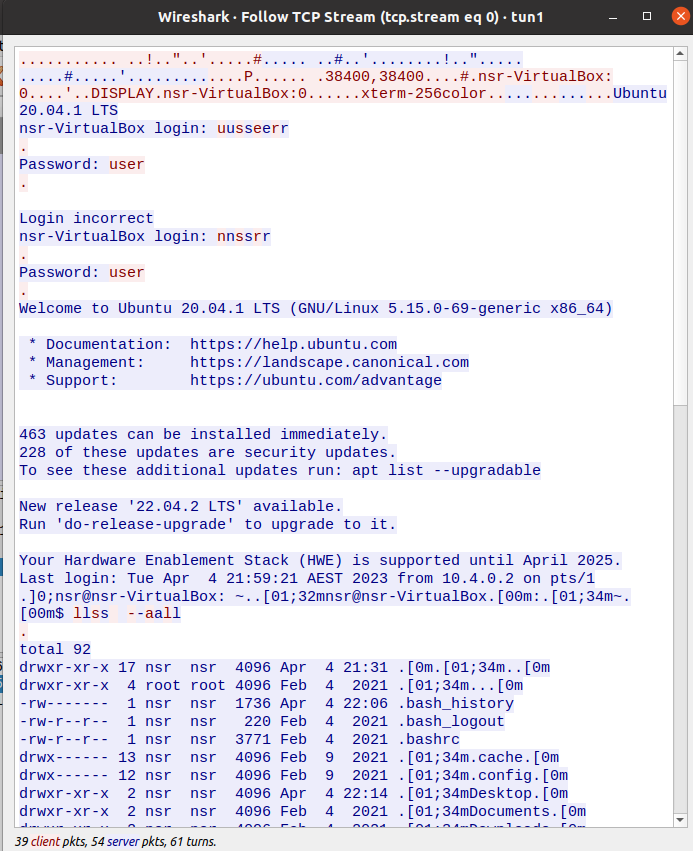 Wireshark · Follow TCP Stream (tcp.stream eq 0) · tun1
........... ..!.."..'.....#..... ..#..'........!..".....
.....#.....'.............P...... .38400,38400....#.nsr-VirtualBox:
0....'..DISPLAY.nsr-VirtualBox:0......xterm-256color..............Ubuntu
20.04.1 LTS
nsr-VirtualBox login: uusseerr
.
Password: user
.
Login incorrect
nsr-VirtualBox login: nnssrr
.
Password: user
.
Welcome to Ubuntu 20.04.1 LTS (GNU/Linux 5.15.0-69-generic x86_64)
* Documentation:  https://help.ubuntu.com
* Management:     https://landscape.canonical.com
* Support:        https://ubuntu.com/advantage
463 updates can be installed immediately.
228 of these updates are security updates.
To see these additional updates run: apt list --upgradable
New release '22.04.2 LTS' available.
Run 'do-release-upgrade' to upgrade to it.
Your Hardware Enablement Stack (HWE) is supported until April 2025.
Last login: Tue Apr  4 21:59:21 AEST 2023 from 10.4.0.2 on pts/1
.]0;nsr@nsr-VirtualBox: ~..[01;32mnsr@nsr-VirtualBox.[00m:.[01;34m~.
[00m$ llss  --aall
.
total 92
drwxr-xr-x 17 nsr  nsr  4096 Apr  4 21:31 .[0m.[01;34m..[0m
drwxr-xr-x  4 root root 4096 Feb  4  2021 .[01;34m...[0m
-rw-------  1 nsr  nsr  1736 Apr  4 22:06 .bash_history
-rw-r--r--  1 nsr  nsr   220 Feb  4  2021 .bash_logout
-rw-r--r--  1 nsr  nsr  3771 Feb  4  2021 .bashrc
drwx------ 13 nsr  nsr  4096 Feb  9  2021 .[01;34m.cache.[0m
drwx------ 12 nsr  nsr  4096 Feb  9  2021 .[01;34m.config.[0m
drwxr-xr-x  2 nsr  nsr  4096 Apr  4 22:14 .[01;34mDesktop.[0m
drwxr-xr-x  2 nsr  nsr  4096 Feb  4  2021 .[01;34mDocuments.[0m
39 client pkts, 54 server pkts, 61 turns.